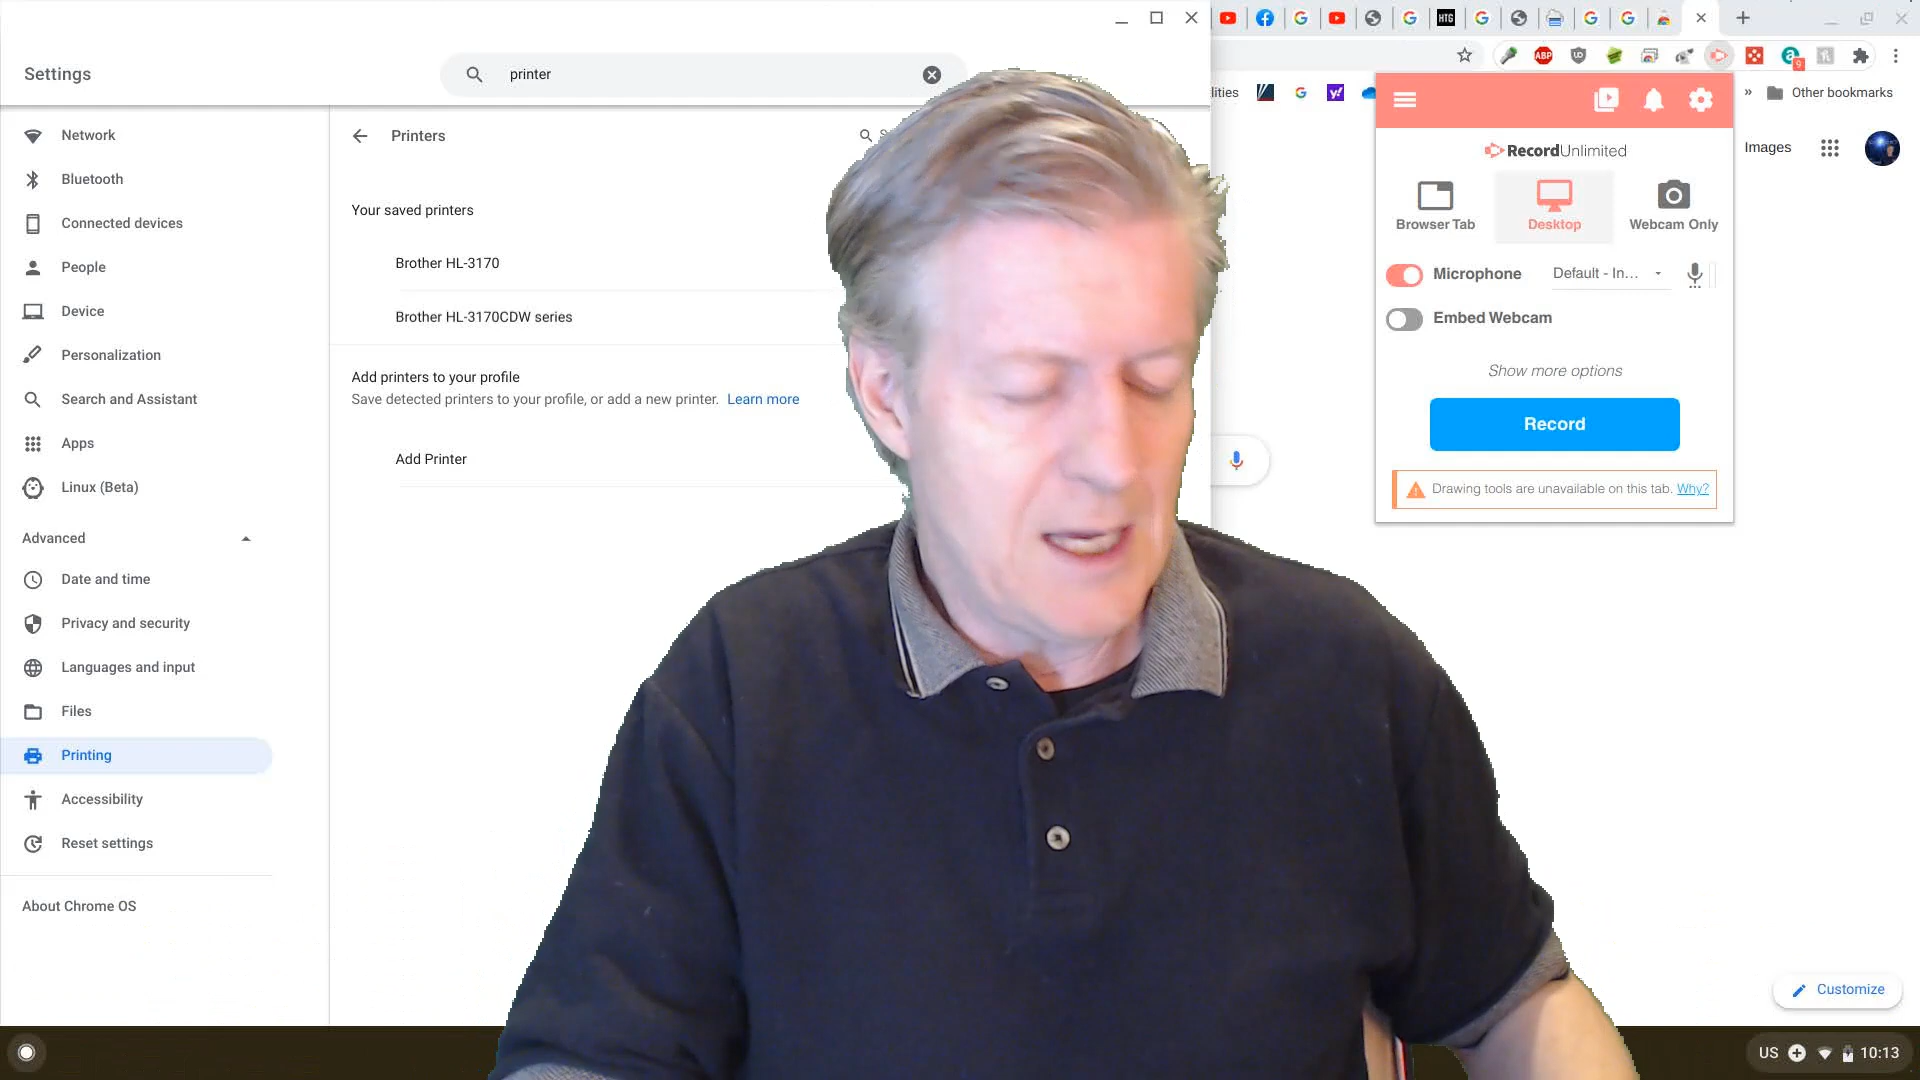 Settings
printer
Network
Bluetooth
Connected devices
People
Device
Personalization
Search and Assistant
Apps
Linux (Beta)
Advanced
Date and time
Privacy and security
Languages and input
Files
Printing
Accessibility
Reset settings
About Chrome OS
Printers
Your saved printers
Brother HL-3170
Brother HL-3170CDW series
Add printers to your profile
Save detected printers to your profile, or add a new printer. Learn more
Add Printer
HTG
ABP
9
y!
» Other bookmarks
Images
RecordUnlimited
Browser Tab
Desktop
Webcam Only
Microphone
Default - In...
Embed Webcam
Show more options
Record
Drawing tools are unavailable on this tab. Why?
Customize
US
10:13